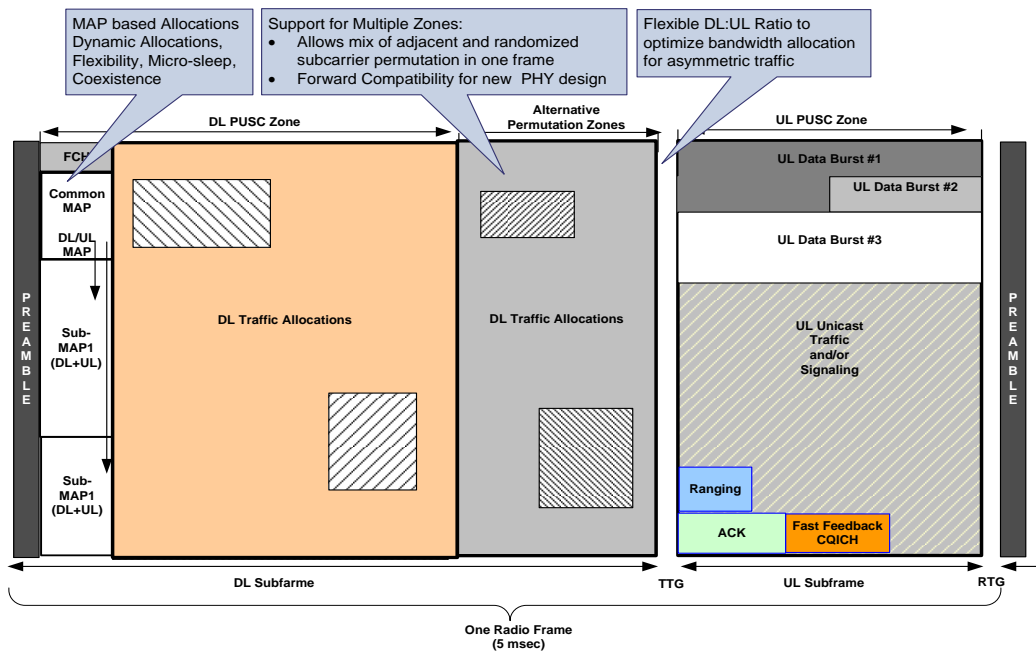 MAP based Allocations
Dynamic Allocations,
Flexibility, Micro-sleep,
Coexistence
Support for Multiple Zones:
• Allows mix of adjacent and randomized
subcarrier permutation in one frame
• Forward Compatibility for new PHY design
Flexible DL:UL Ratio to
optimize bandwidth allocation
for asymmetric traffic
DL PUSC Zone
Alternative
Permutation Zones
UL PUSC Zone
PREAMBLE
FCH
Common
MAP
DL/UL
MAP
Sub-
MAP1
(DL+UL)
Sub-
MAP1
(DL+UL)
DL Traffic Allocations
DL Traffic Allocations
UL Data Burst #1
UL Data Burst #2
UL Data Burst #3
UL Unicast
Traffic
and/or
Signaling
Ranging
ACK
Fast Feedback
CQICH
PREAMBLE
DL Subfarme
TTG
UL Subframe
RTG
One Radio Frame
(5 msec)